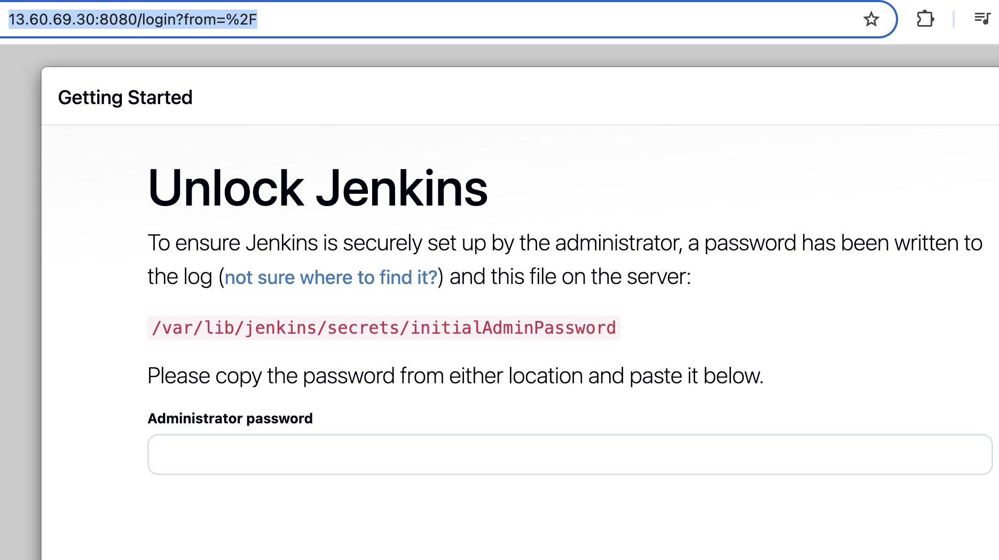 13.60.69.30:8080/login?from=%2F
Getting Started
Unlock Jenkins
To ensure Jenkins is securely set up by the administrator, a password has been written to
the log (not sure where to find it?) and this file on the server:
/var/lib/jenkins/secrets/initialAdminPassword
Please copy the password from either location and paste it below.
Administrator password